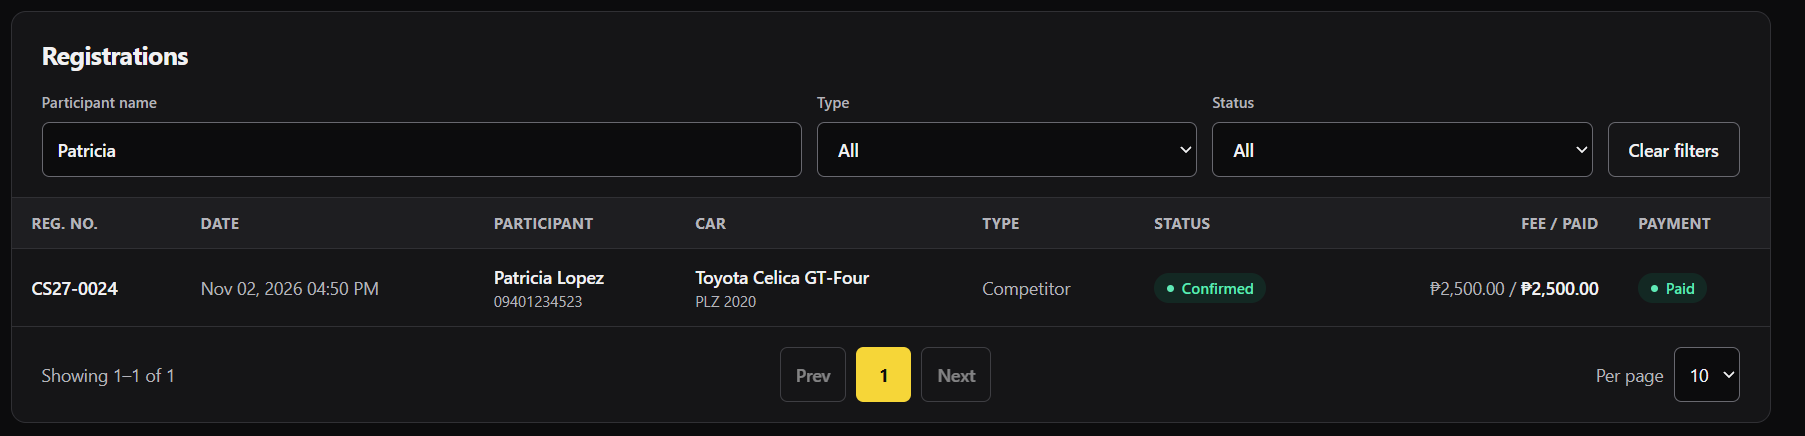 Registrations
Participant name Type Status
Patricia All All Clear filters
REG. NO. DATE PARTICIPANT CAR TYPE STATUS FEE / PAID PAYMENT
CS27-0024 Nov 02, 2026 04:50 PM Patricia Lopez Toyota Celica GT-Four Competitor Confirmed ₱2,500.00 / ₱2,500.00 Paid
09401234523 PLZ 2020
Showing 1–1 of 1 Prev 1 Next Per page 10